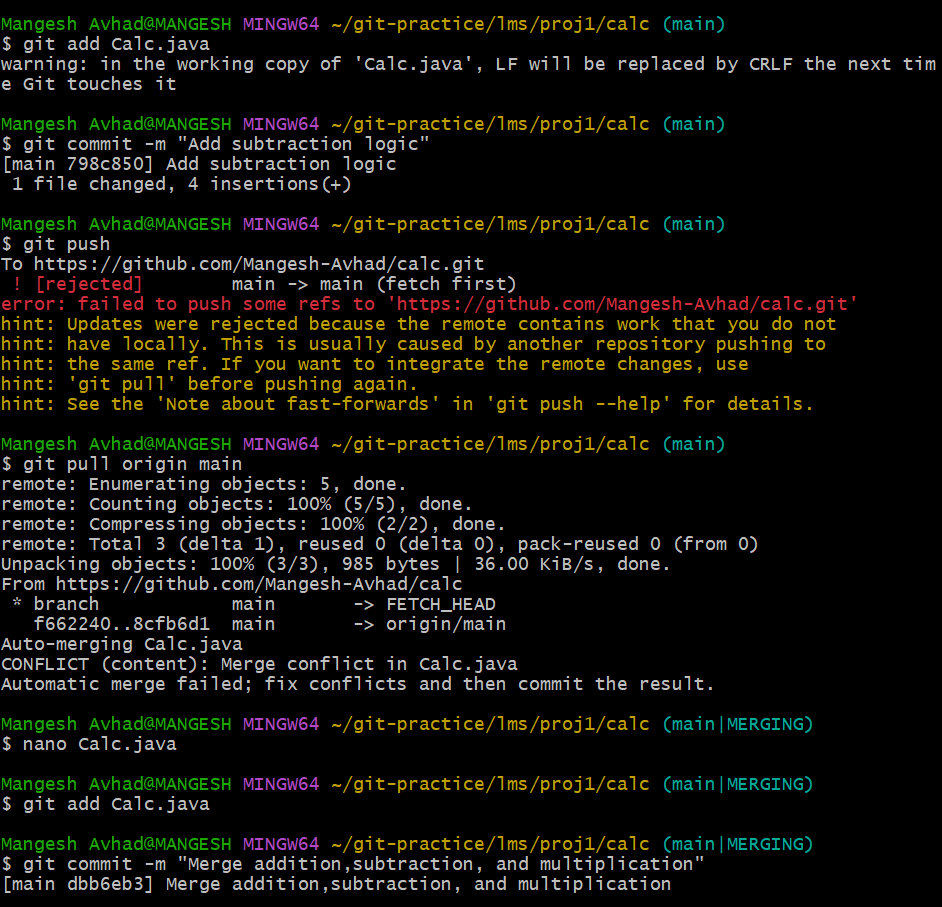 Mangesh Avhad@MANGESH MINGW64 ~/git-practice/lms/proj1/calc (main)
$ git add Calc.java
warning: in the working copy of 'Calc.java', LF will be replaced by CRLF the next tim
e Git touches it
Mangesh Avhad@MANGESH MINGW64 ~/git-practice/lms/proj1/calc (main)
$ git commit -m "Add subtraction logic"
[main 798c850] Add subtraction logic
 1 file changed, 4 insertions(+)
Mangesh Avhad@MANGESH MINGW64 ~/git-practice/lms/proj1/calc (main)
$ git push
To https://github.com/Mangesh-Avhad/calc.git
 ! [rejected]        main -> main (fetch first)
error: failed to push some refs to 'https://github.com/Mangesh-Avhad/calc.git'
hint: Updates were rejected because the remote contains work that you do not
hint: have locally. This is usually caused by another repository pushing to
hint: the same ref. If you want to integrate the remote changes, use
hint: 'git pull' before pushing again.
hint: See the 'Note about fast-forwards' in 'git push --help' for details.
Mangesh Avhad@MANGESH MINGW64 ~/git-practice/lms/proj1/calc (main)
$ git pull origin main
remote: Enumerating objects: 5, done.
remote: Counting objects: 100% (5/5), done.
remote: Compressing objects: 100% (2/2), done.
remote: Total 3 (delta 1), reused 0 (delta 0), pack-reused 0 (from 0)
Unpacking objects: 100% (3/3), 985 bytes | 36.00 KiB/s, done.
From https://github.com/Mangesh-Avhad/calc
 * branch            main       -> FETCH_HEAD
   f662240..8cfb6d1  main       -> origin/main
Auto-merging Calc.java
CONFLICT (content): Merge conflict in Calc.java
Automatic merge failed; fix conflicts and then commit the result.
Mangesh Avhad@MANGESH MINGW64 ~/git-practice/lms/proj1/calc (main|MERGING)
$ nano Calc.java
Mangesh Avhad@MANGESH MINGW64 ~/git-practice/lms/proj1/calc (main|MERGING)
$ git add Calc.java
Mangesh Avhad@MANGESH MINGW64 ~/git-practice/lms/proj1/calc (main|MERGING)
$ git commit -m "Merge addition,subtraction, and multiplication"
[main dbb6eb3] Merge addition,subtraction, and multiplication